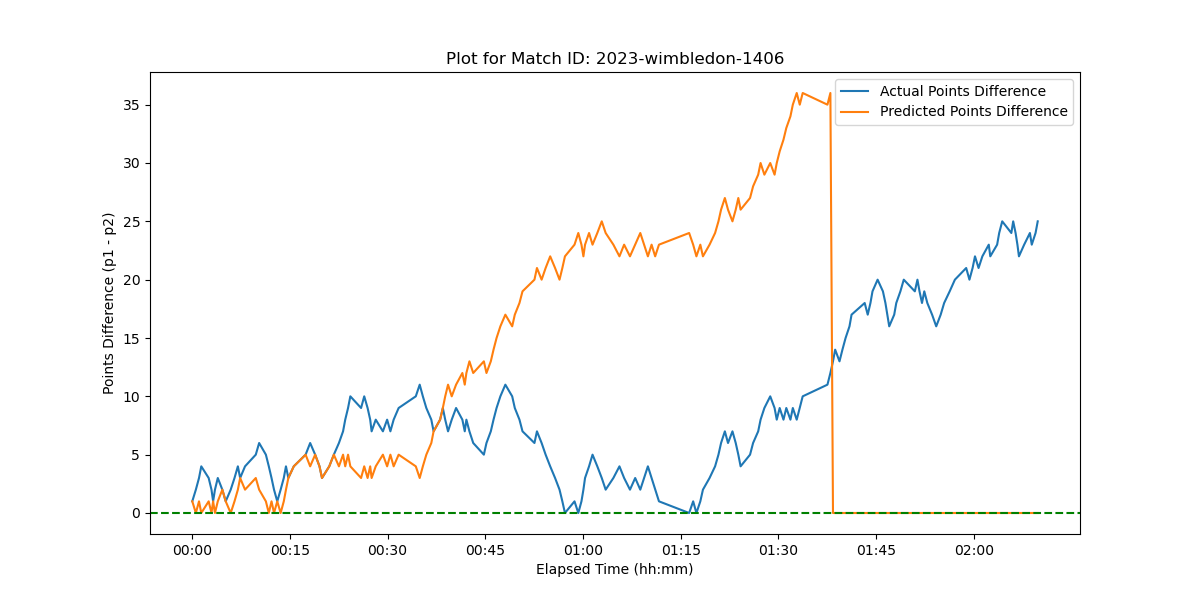 Plot for Match ID: 2023-wimbledon-1406
Actual Points Difference
Predicted Points Difference
Points Difference (p1 - p2)
35
30
25
20
15
10
5
0
00:00 00:15 00:30 00:45 01:00 01:15 01:30 01:45 02:00
Elapsed Time (hh:mm)